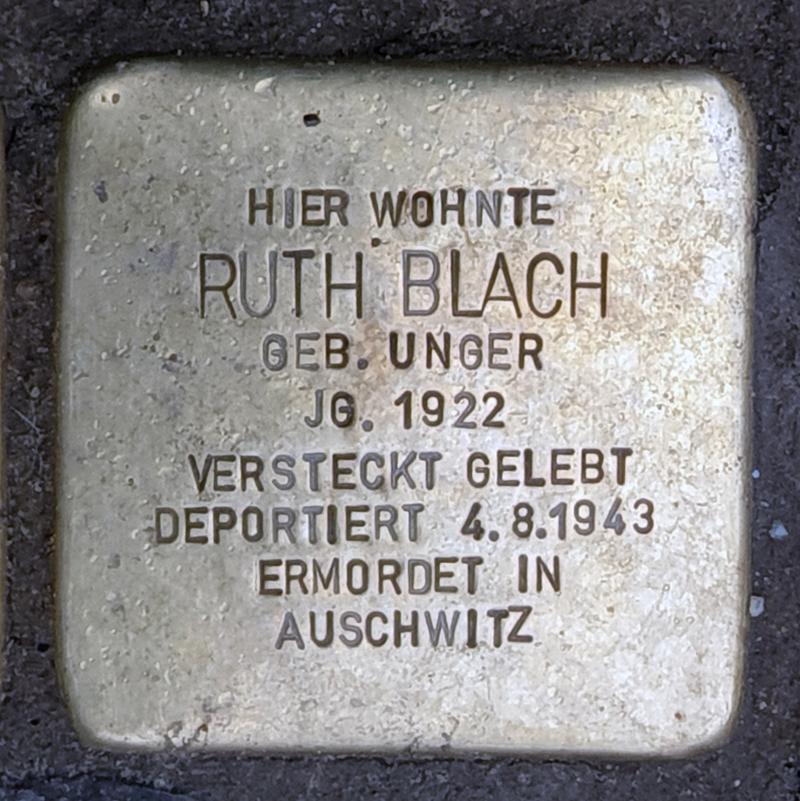 HIER WOHNTE
RUTH BLACH
GEB. UNGER
JG. 1922
VERSTECKT GELEBT
DEPORTIERT 4.8.1943
ERMORDET IN
AUSCHWITZ